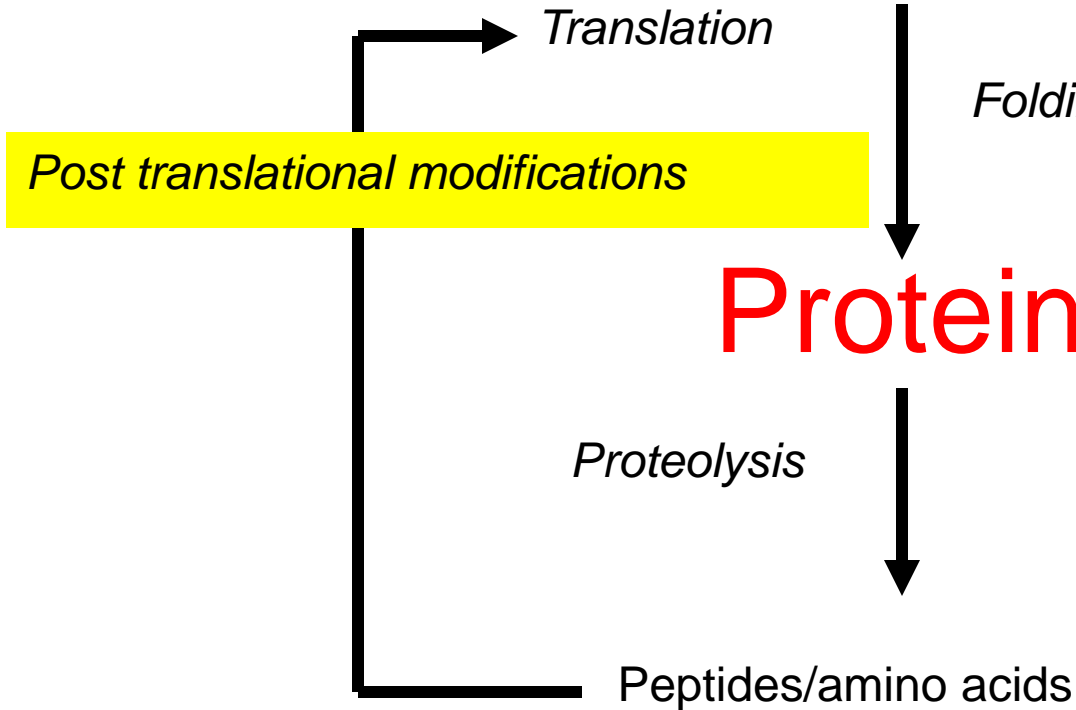 Translation
Foldi
Post translational modifications
Protein
Proteolysis
Peptides/amino acids